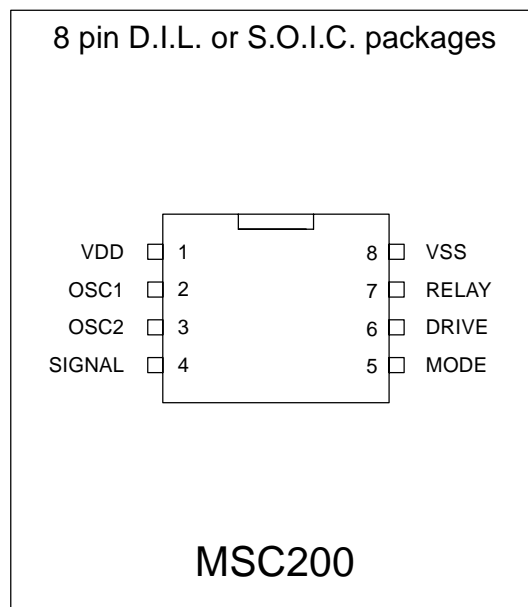 8 pin D.I.L. or S.O.I.C. packages
VDD 1 8 VSS
OSC1 2 7 RELAY
OSC2 3 6 DRIVE
SIGNAL 4 5 MODE
MSC200